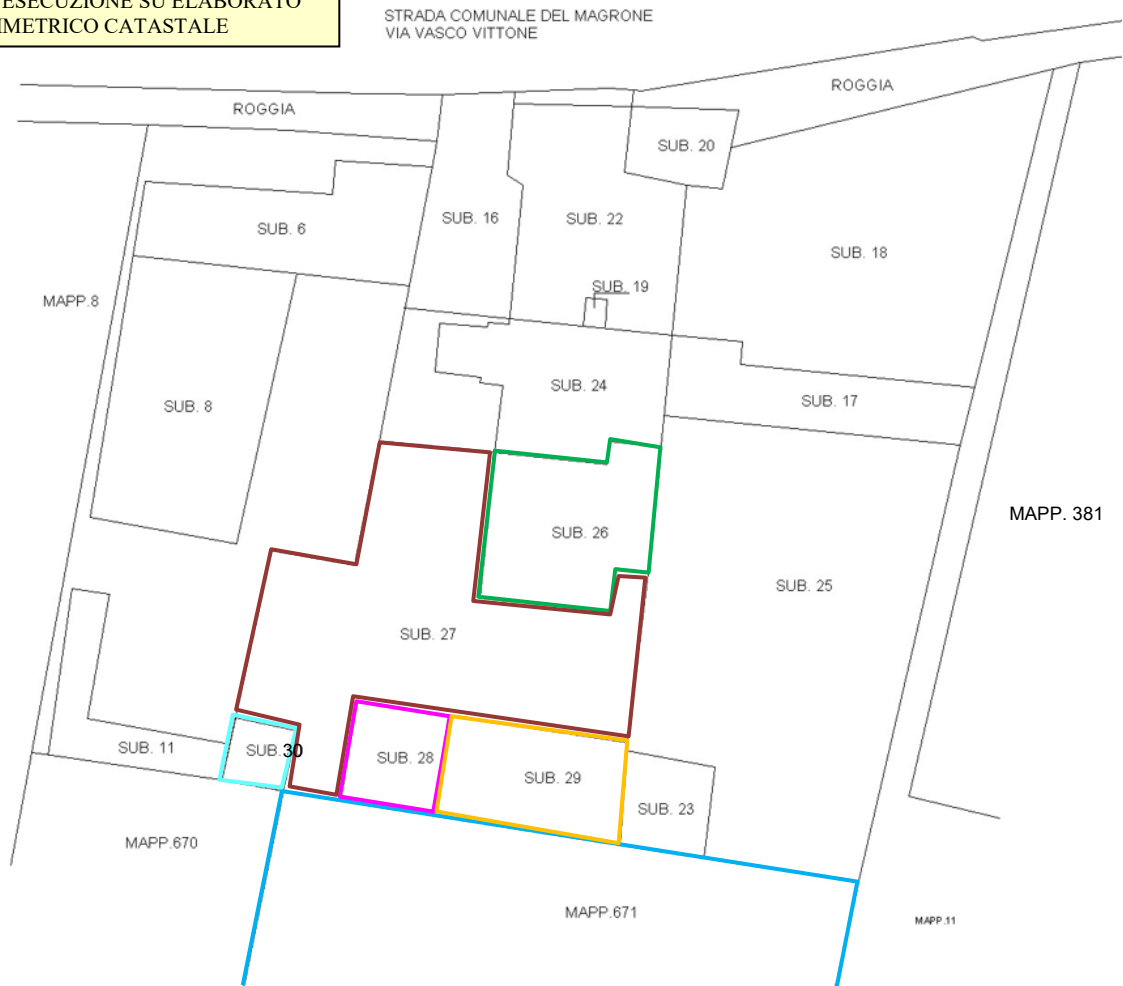 ESECUZIONE SU ELABORATO
IMETRICO CATASTALE
STRADA COMUNALE DEL MAGRONE
VIA VASCO VITTONE
ROGGIA
ROGGIA
SUB. 20
SUB. 6
SUB. 16
SUB. 22
SUB. 18
SUB. 19
MAPP.8
SUB. 24
SUB. 17
SUB. 8
MAPP. 381
SUB. 26
SUB. 25
SUB. 27
SUB. 11
SUB. 30
SUB. 28
SUB. 29
SUB. 23
MAPP.670
MAPP.671
MAPP.11